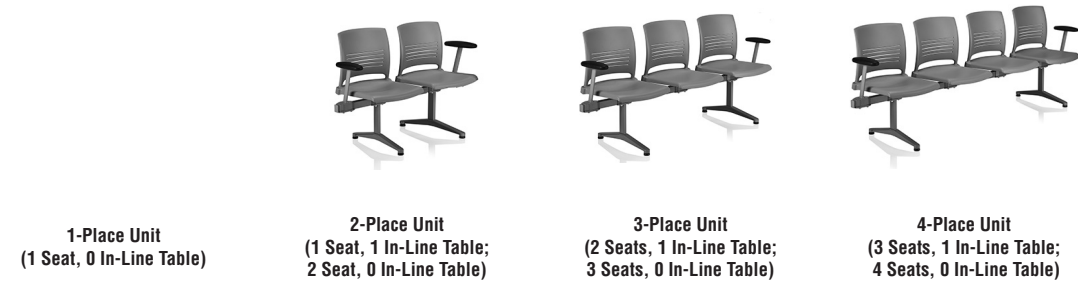 1-Place Unit
(1 Seat, 0 In-Line Table)
2-Place Unit
(1 Seat, 1 In-Line Table;
2 Seat, 0 In-Line Table)
3-Place Unit
(2 Seats, 1 In-Line Table;
3 Seats, 0 In-Line Table)
4-Place Unit
(3 Seats, 1 In-Line Table;
4 Seats, 0 In-Line Table)